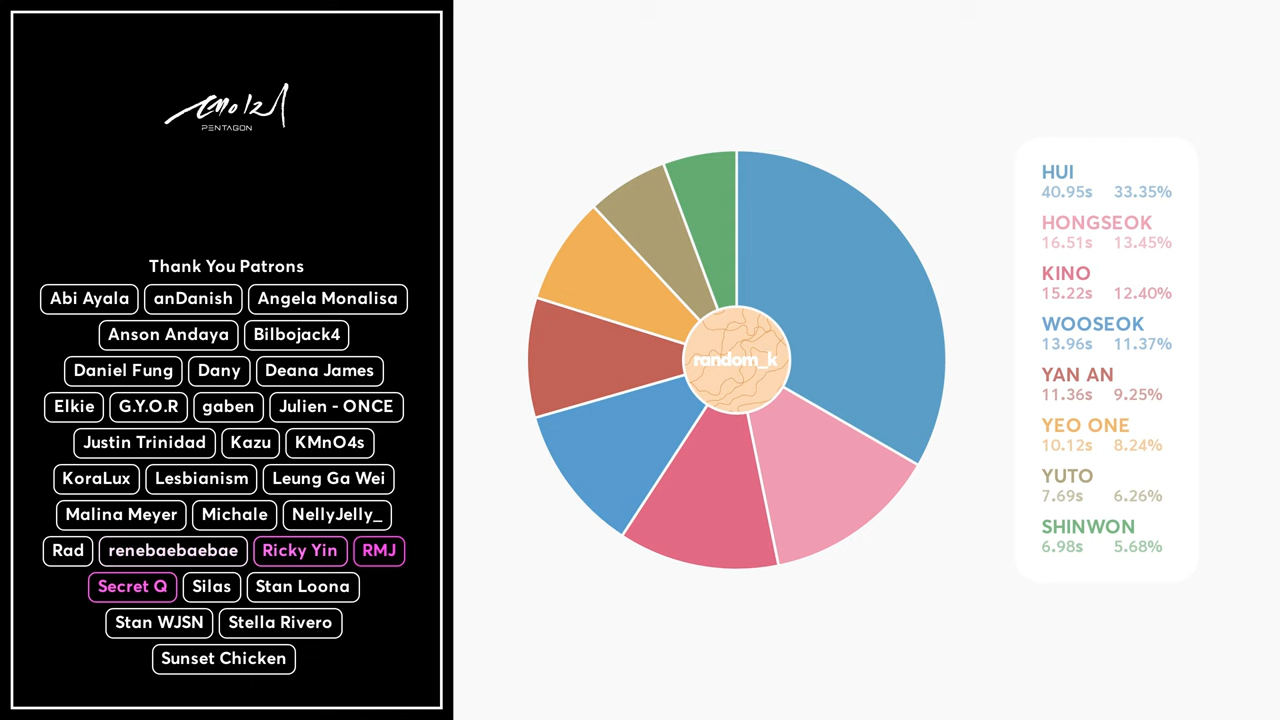 PENTAGON
Thank You Patrons
Abi Ayala anDanish Angela Monalisa
Anson Andaya Bilbojack4
Daniel Fung Dany Deana James
Elkie G.Y.O.R gaben Julien - ONCE
Justin Trinidad Kazu KMnO4s
KoraLux Lesbianism Leung Ga Wei
Malina Meyer Michale NellyJelly_
Rad renebaebaebae Ricky Yin RMJ
Secret Q Silas Stan Loona
Stan WJSN Stella Rivero
Sunset Chicken
random_k
HUI
40.95s 33.35%
HONGSEOK
16.51s 13.45%
KINO
15.22s 12.40%
WOOSEOK
13.96s 11.37%
YAN AN
11.36s 9.25%
YEO ONE
10.12s 8.24%
YUTO
7.69s 6.26%
SHINWON
6.98s 5.68%